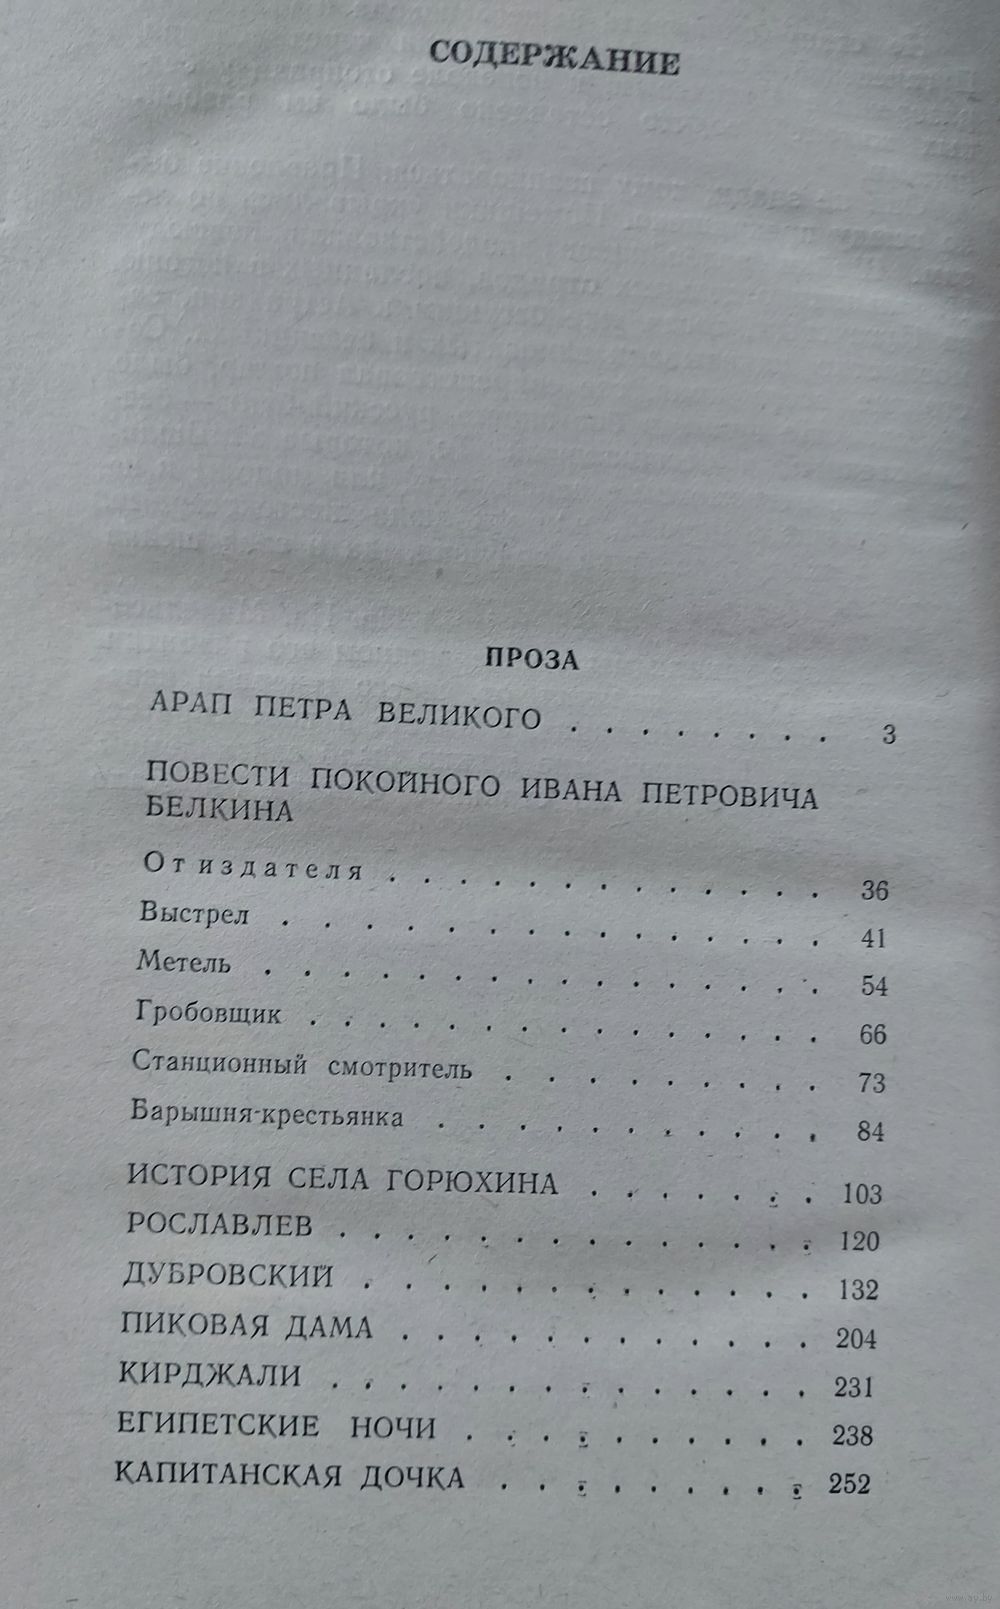 СОДЕРЖАНИЕ
ПРОЗА
АРАП ПЕТРА ВЕЛИКОГО . . . . . . . . 3
ПОВЕСТИ ПОКОЙНОГО ИВАНА ПЕТРОВИЧА
БЕЛКИНА
От издателя . . . . . . . . . . . . . 36
Выстрел . . . . . . . . . . . . . . 41
Метель . . . . . . . . . . . . . . . 54
Гробовщик . . . . . . . . . . . . . . . 66
Станционный смотритель . . . . . . . . . 73
Барышня-крестьянка . . . . . . . . . . . 84
ИСТОРИЯ СЕЛА ГОРЮХИНА . . . . . . . 103
РОСЛАВЛЕВ . . . . . . . . . . . . . . 120
ДУБРОВСКИЙ . . . . . . . . . . . . . 132
ПИКОВАЯ ДАМА . . . . . . . . . . . . 204
КИРДЖАЛИ . . . . . . . . . . . . . . 231
ЕГИПЕТСКИЕ НОЧИ . . . . . . . . . . 238
КАПИТАНСКАЯ ДОЧКА . . . . . . . . . 252